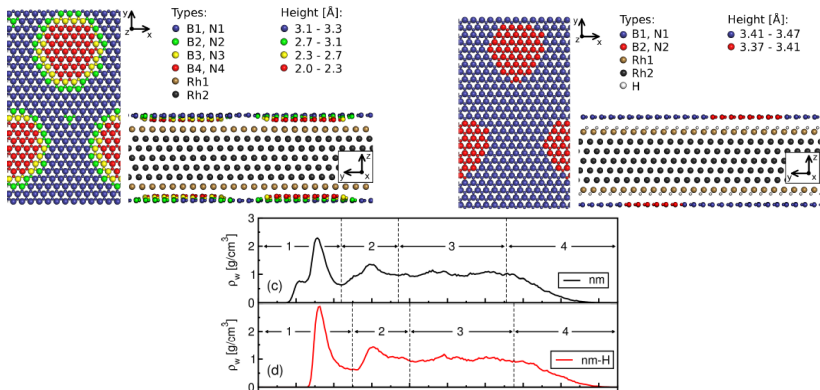 y
z
x
Types:
B1, N1
B2, N2
B3, N3
B4, N4
Rh1
Rh2
Height [Å]:
3.1 - 3.3
2.7 - 3.1
2.3 - 2.7
2.0 - 2.3
z
y
x
y
z
x
Types:
B1, N1
B2, N2
Rh1
Rh2
H
Height [Å]:
3.41 - 3.47
3.37 - 3.41
z
y
x
3
2
1
0
ρw [g/cm³]
1
2
3
4
(c)
nm
2
1
0
ρw [g/cm³]
1
2
3
4
(d)
nm-H